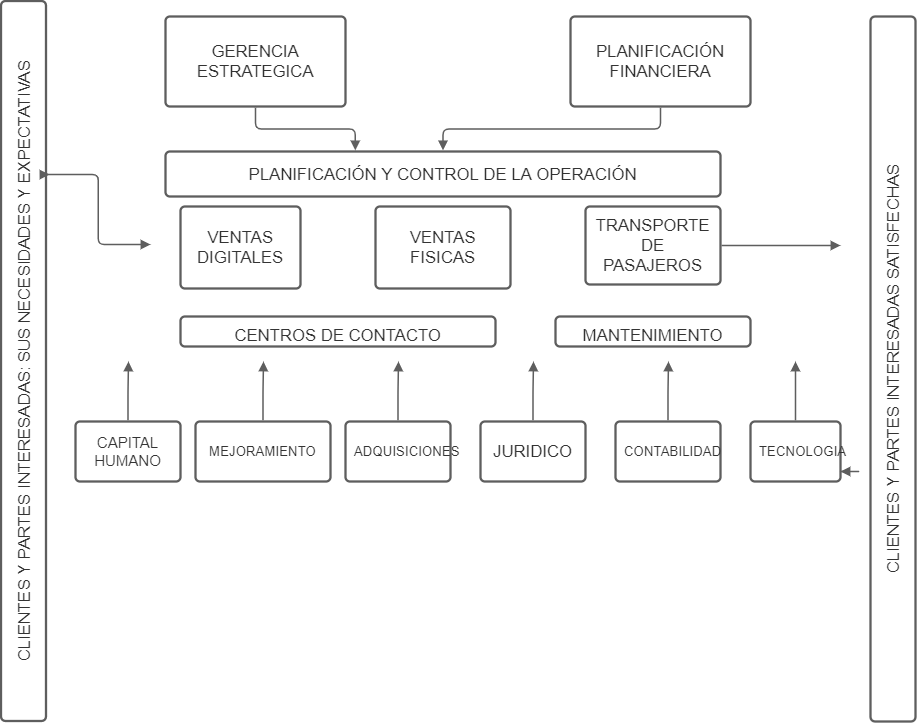 CLIENTES Y PARTES INTERESADAS: SUS NECESIDADES Y EXPECTATIVAS
GERENCIA
ESTRATEGICA
PLANIFICACIÓN
FINANCIERA
PLANIFICACIÓN Y CONTROL DE LA OPERACIÓN
VENTAS
DIGITALES
VENTAS
FISICAS
TRANSPORTE
DE
PASAJEROS
CENTROS DE CONTACTO
MANTENIMIENTO
CAPITAL
HUMANO
MEJORAMIENTO
ADQUISICIONES
JURIDICO
CONTABILIDAD
TECNOLOGIA
CLIENTES Y PARTES INTERESADAS SATISFECHAS